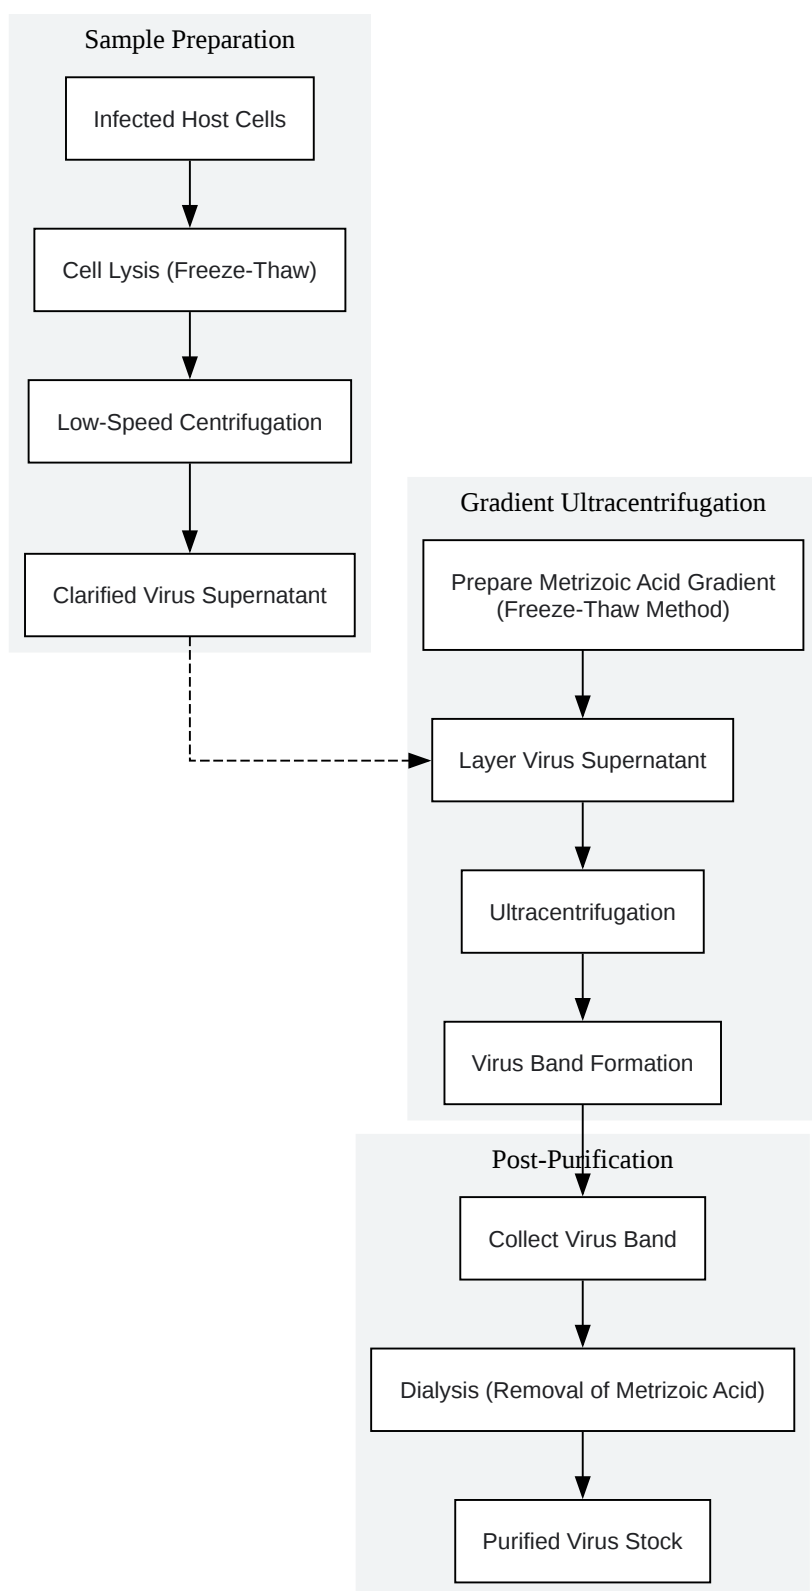 Sample Preparation
Infected Host Cells
Cell Lysis (Freeze-Thaw)
Low-Speed Centrifugation
Clarified Virus Supernatant
Gradient Ultracentrifugation
Prepare Metrizoic Acid Gradient
(Freeze-Thaw Method)
Layer Virus Supernatant
Ultracentrifugation
Virus Band Formation
Post-Purification
Collect Virus Band
Dialysis (Removal of Metrizoic Acid)
Purified Virus Stock